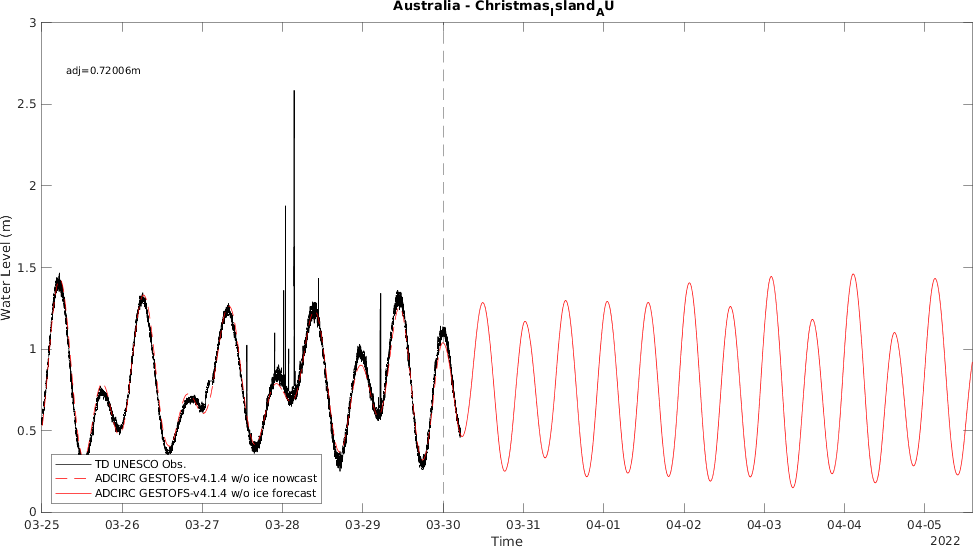 Australia - Christmas_Island_AU
3
adj=0.72006m
2.5
2
1.5
1
0.5
0
Water Level (m)
TD UNESCO Obs.
ADCIRC GESTOFS-v4.1.4 w/o ice nowcast
ADCIRC GESTOFS-v4.1.4 w/o ice forecast
03-25 03-26 03-27 03-28 03-29 03-30 03-31 04-01 04-02 04-03 04-04 04-05
Time
2022